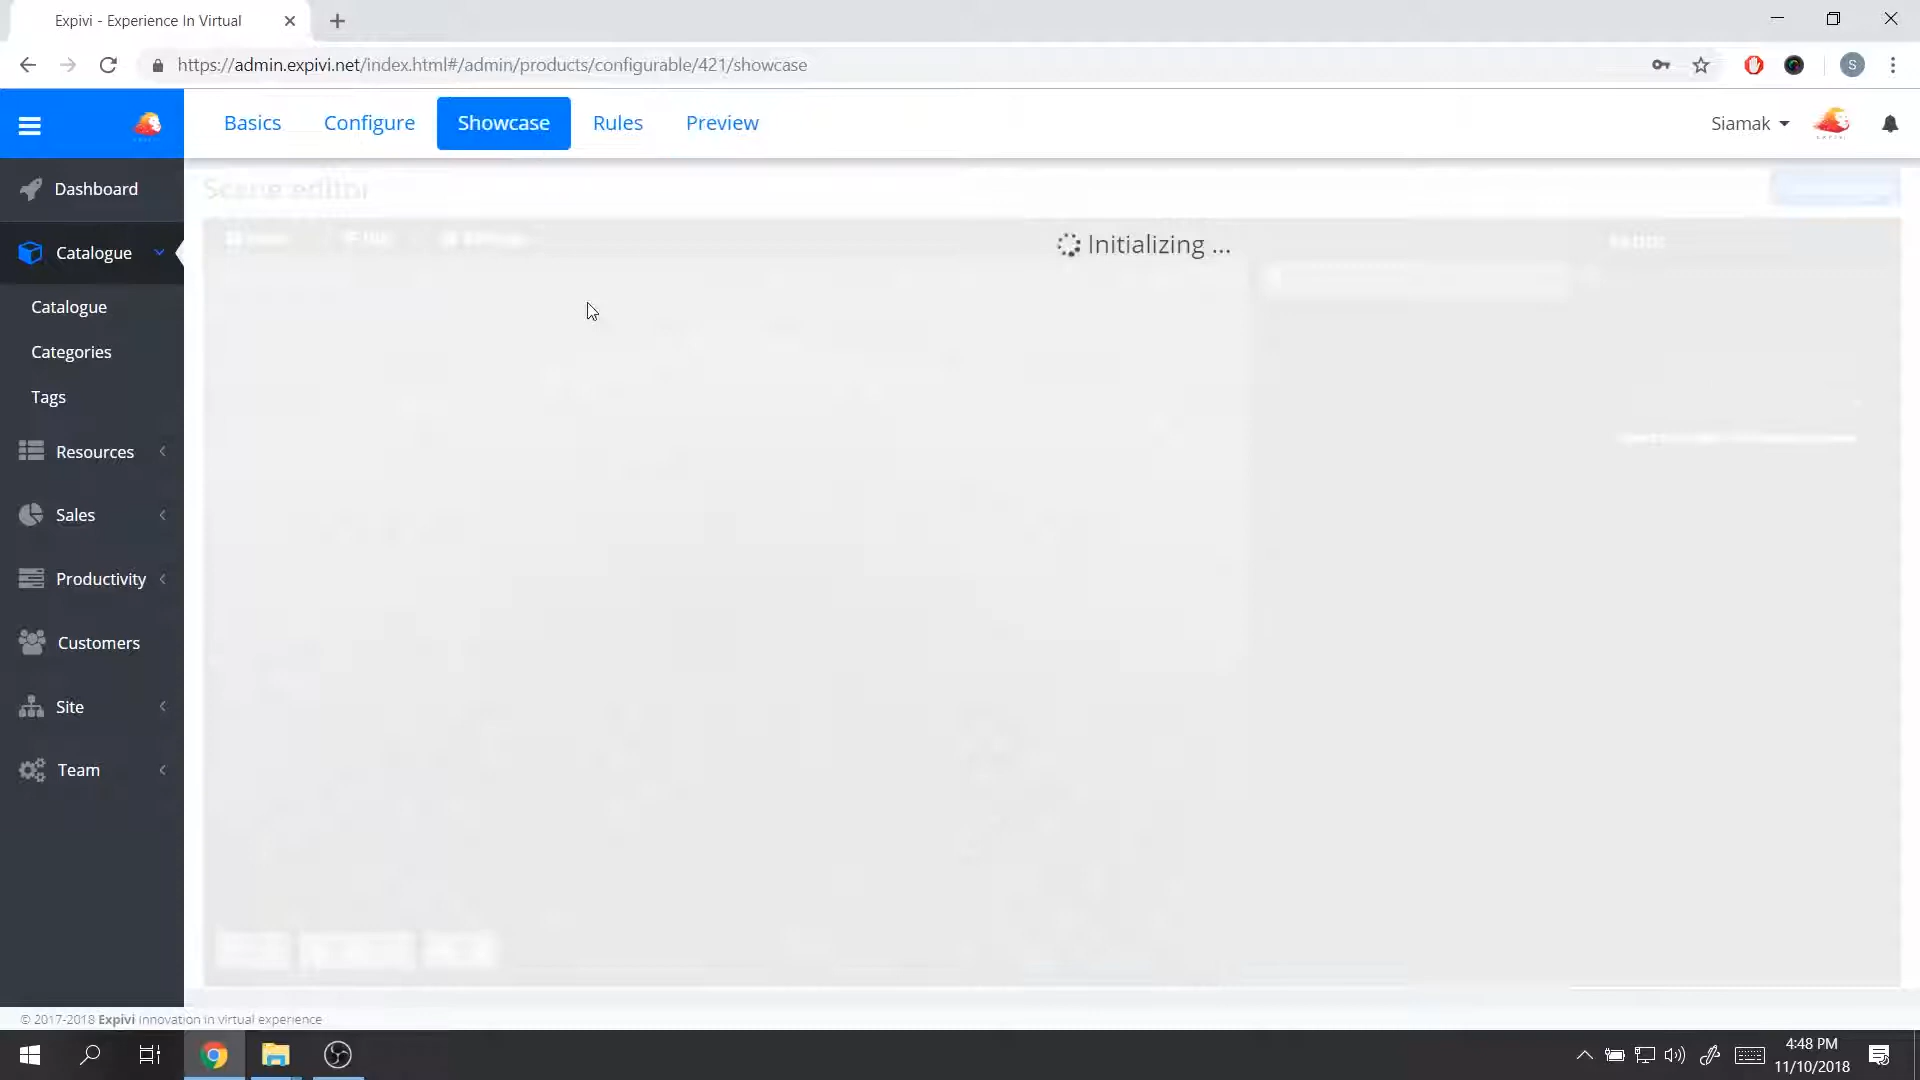 Expivi - Experience In Virtual
https://admin.expivi.net/index.html#/admin/products/configurable/421/showcase
S
Basics
Configure
Showcase
Rules
Preview
Siamak
Dashboard
Scene editor
Catalogue
Initializing ...
Catalogue
Categories
Tags
Resources
Sales
Productivity
Customers
Site
Team
© 2017-2018 Expivi innovation in virtual experience
4:48 PM
11/10/2018